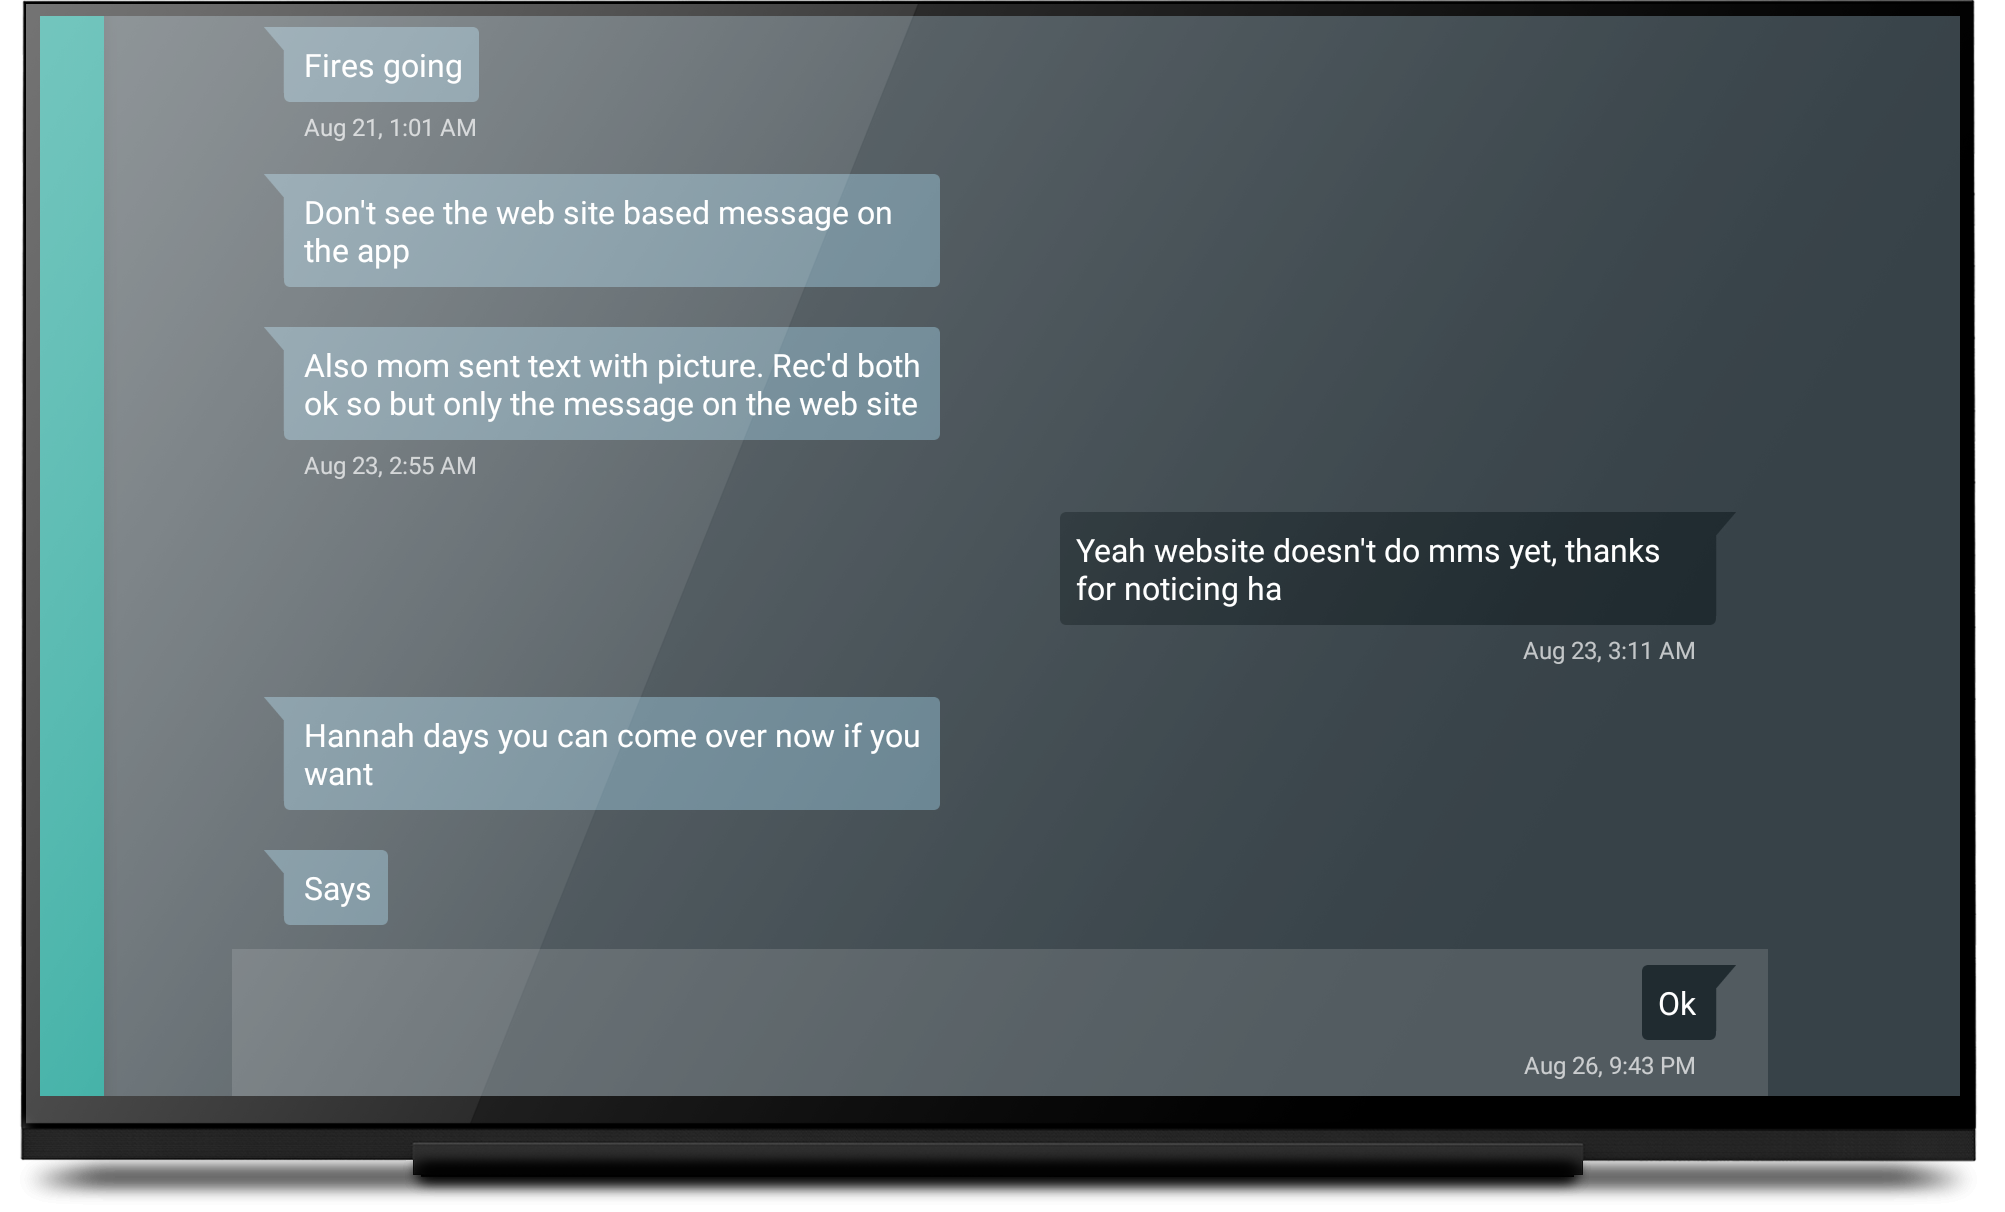 Fires going
Aug 21, 1:01 AM
Don't see the web site based message on
the app
Also mom sent text with picture. Rec'd both
ok so but only the message on the web site
Aug 23, 2:55 AM
Yeah website doesn't do mms yet, thanks
for noticing ha
Aug 23, 3:11 AM
Hannah days you can come over now if you
want
Says
Ok
Aug 26, 9:43 PM